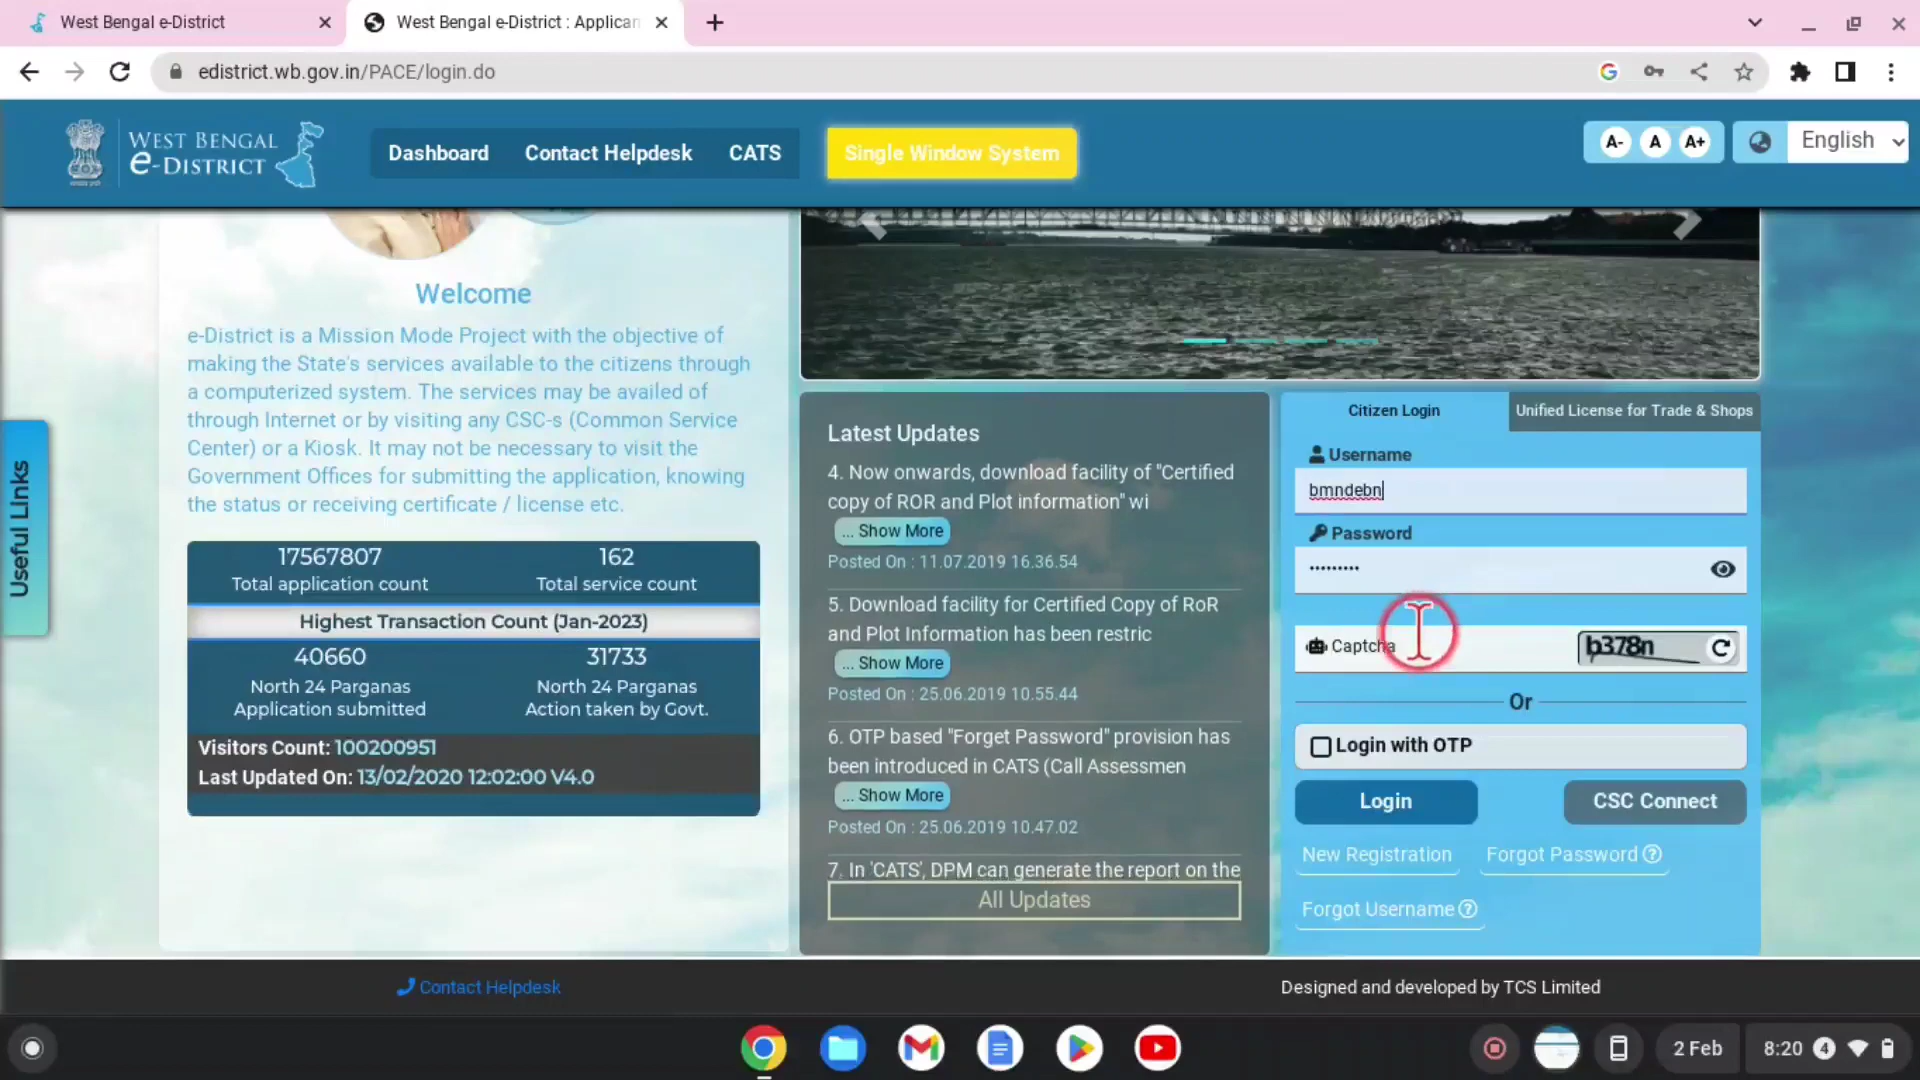 West Bengal e-District
West Bengal e-District : Applican
edistrict.wb.gov.in/PACE/login.do
WEST BENGAL
e-DISTRICT
Dashboard
Contact Helpdesk
CATS
Single Window System
A-
A
A+
English
Useful Links
Welcome
e-District is a Mission Mode Project with the objective of
making the State's services available to the citizens through
a computerized system. The services may be availed of
through Internet or by visiting any CSC-s (Common Service
Center) or a Kiosk. It may not be necessary to visit the
Government Offices for submitting the application, knowing
the status or receiving certificate / license etc.
17567807
Total application count
162
Total service count
Highest Transaction Count (Jan-2023)
40660
North 24 Parganas
Application submitted
31733
North 24 Parganas
Action taken by Govt.
Visitors Count: 100200951
Last Updated On: 13/02/2020 12:02:00 V4.0
Latest Updates
4. Now onwards, download facility of "Certified
copy of ROR and Plot information" wi
... Show More
Posted On : 11.07.2019 16.36.54
5. Download facility for Certified Copy of RoR
and Plot Information has been restric
... Show More
Posted On : 25.06.2019 10.55.44
6. OTP based "Forget Password" provision has
been introduced in CATS (Call Assessmen
... Show More
Posted On : 25.06.2019 10.47.02
7. In 'CATS', DPM can generate the report on the
All Updates
Citizen Login
Unified License for Trade & Shops
Username
bmndebn
Password
•••••••••
Captcha
b378n
Or
Login with OTP
Login
CSC Connect
New Registration
Forgot Password ?
Forgot Username ?
Contact Helpdesk
Designed and developed by TCS Limited
2 Feb
8:20
4